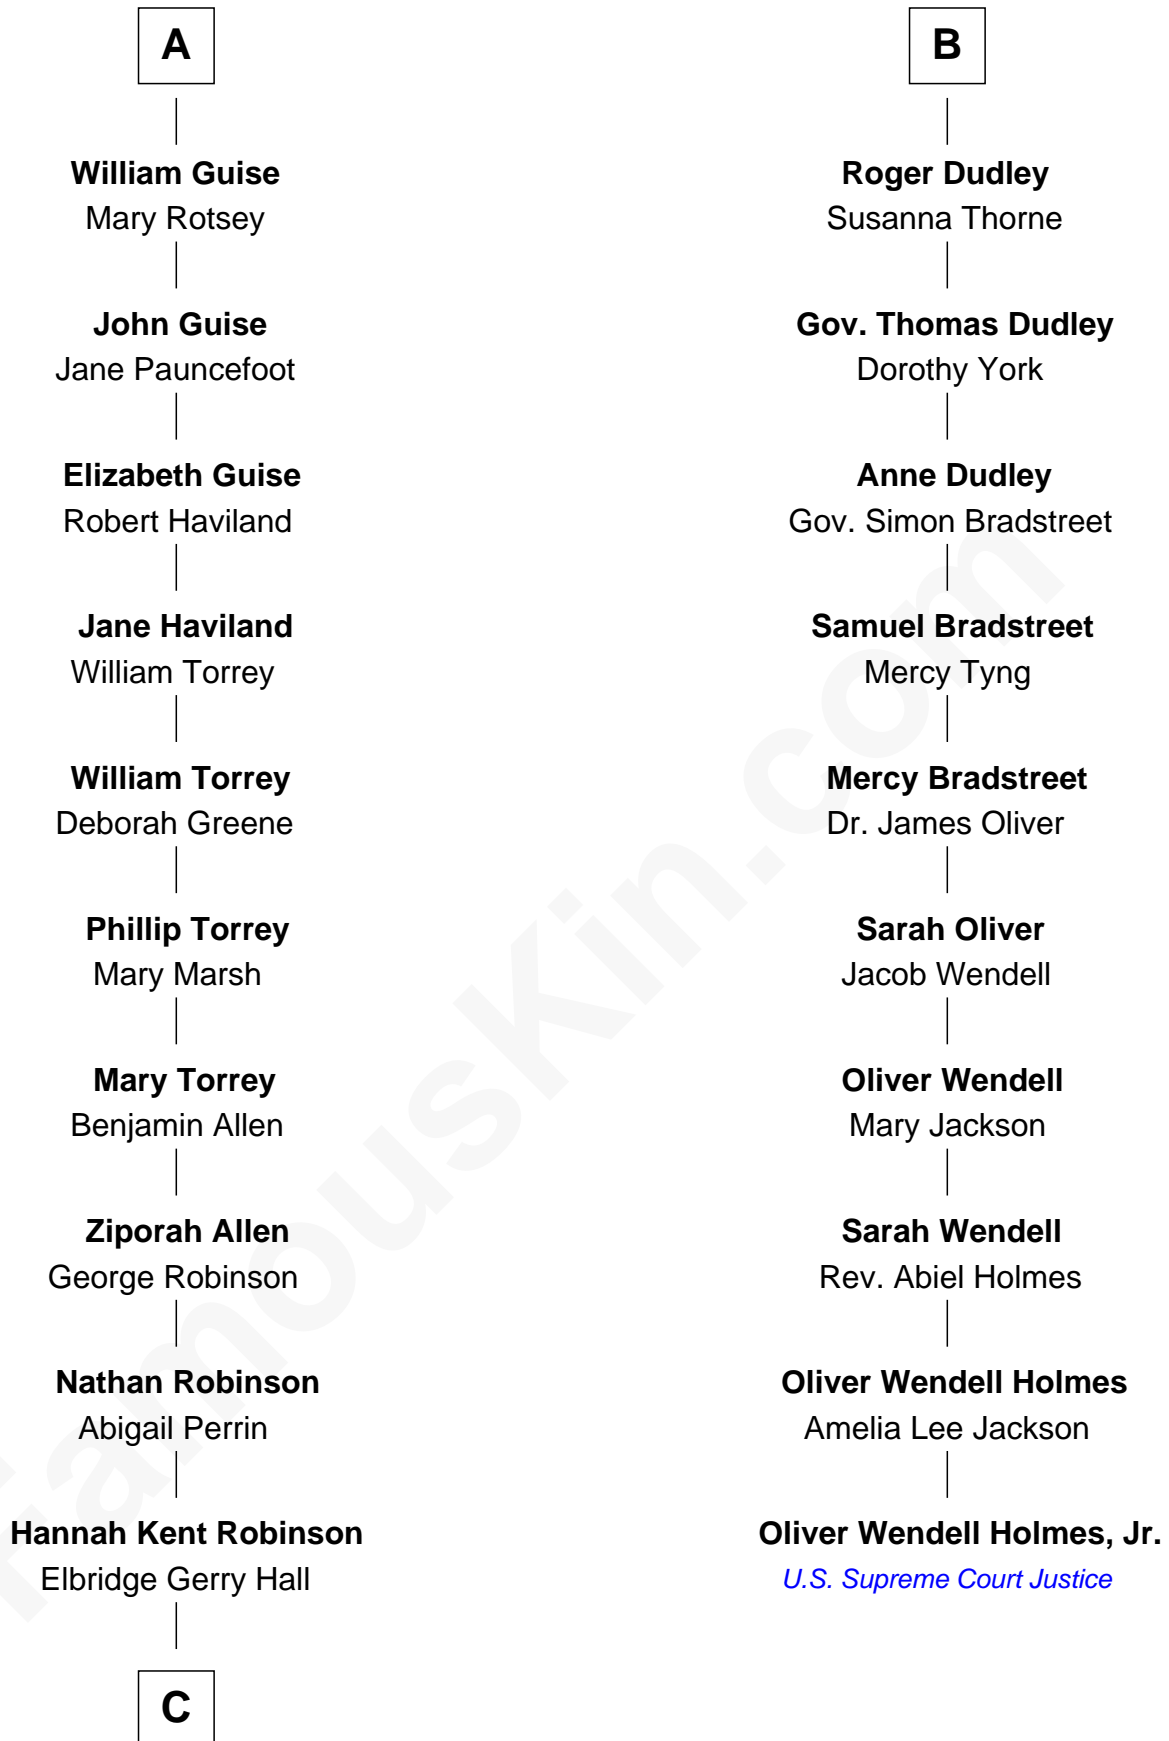 A
William Guise
Mary Rotsey
John Guise
Jane Pauncefoot
Elizabeth Guise
Robert Haviland
Jane Haviland
William Torrey
William Torrey
Deborah Greene
Phillip Torrey
Mary Marsh
Mary Torrey
Benjamin Allen
Ziporah Allen
George Robinson
Nathan Robinson
Abigail Perrin
Hannah Kent Robinson
Elbridge Gerry Hall
C
B
Roger Dudley
Susanna Thorne
Gov. Thomas Dudley
Dorothy York
Anne Dudley
Gov. Simon Bradstreet
Samuel Bradstreet
Mercy Tyng
Mercy Bradstreet
Dr. James Oliver
Sarah Oliver
Jacob Wendell
Oliver Wendell
Mary Jackson
Sarah Wendell
Rev. Abiel Holmes
Oliver Wendell Holmes
Amelia Lee Jackson
Oliver Wendell Holmes, Jr.
U.S. Supreme Court Justice
FamousKin.com